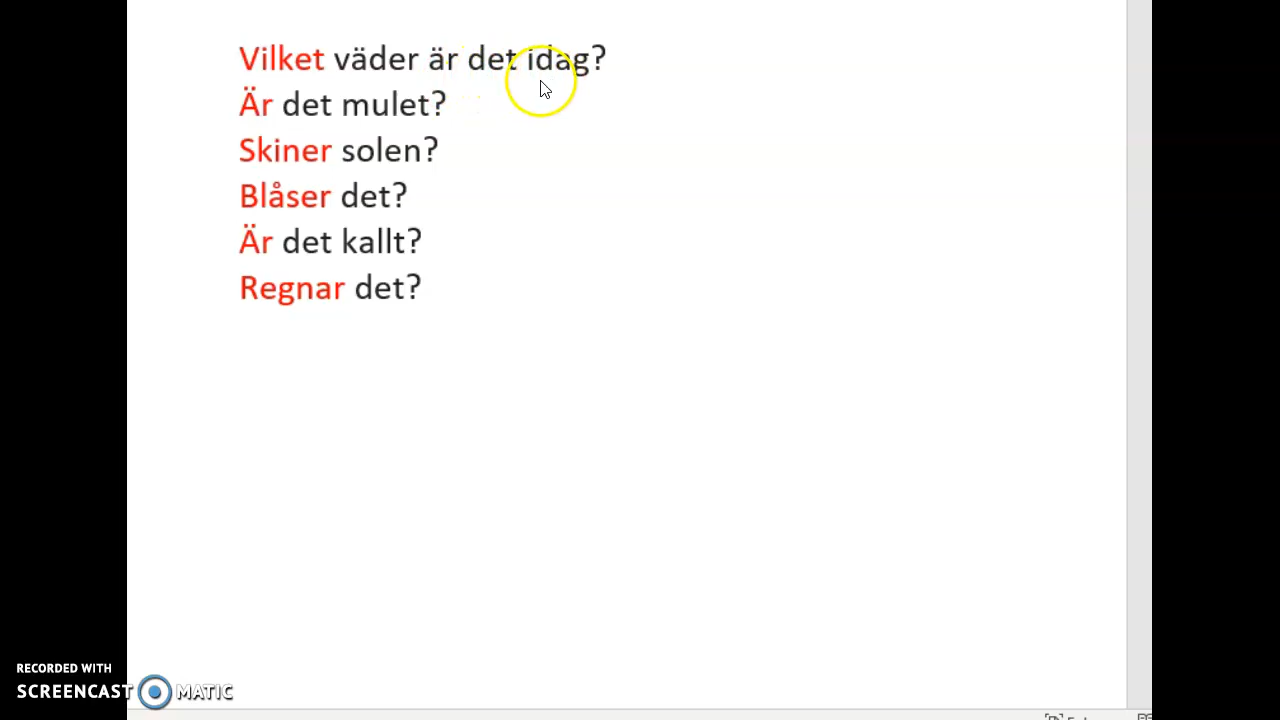 Vilket väder är det idag?
Är det mulet?
Skiner solen?
Blåser det?
Är det kallt?
Regnar det?
RECORDED WITH
SCREENCAST MATIC